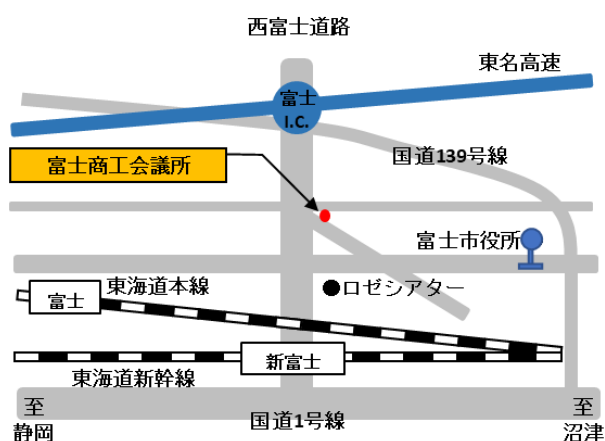 西富士道路
東名高速
富士
I.C.
富士商工会議所
国道139号線
富士市役所
東海道本線
●ロゼシアター
富士
新富士
東海道新幹線
至
静岡
国道1号線
至
沼津